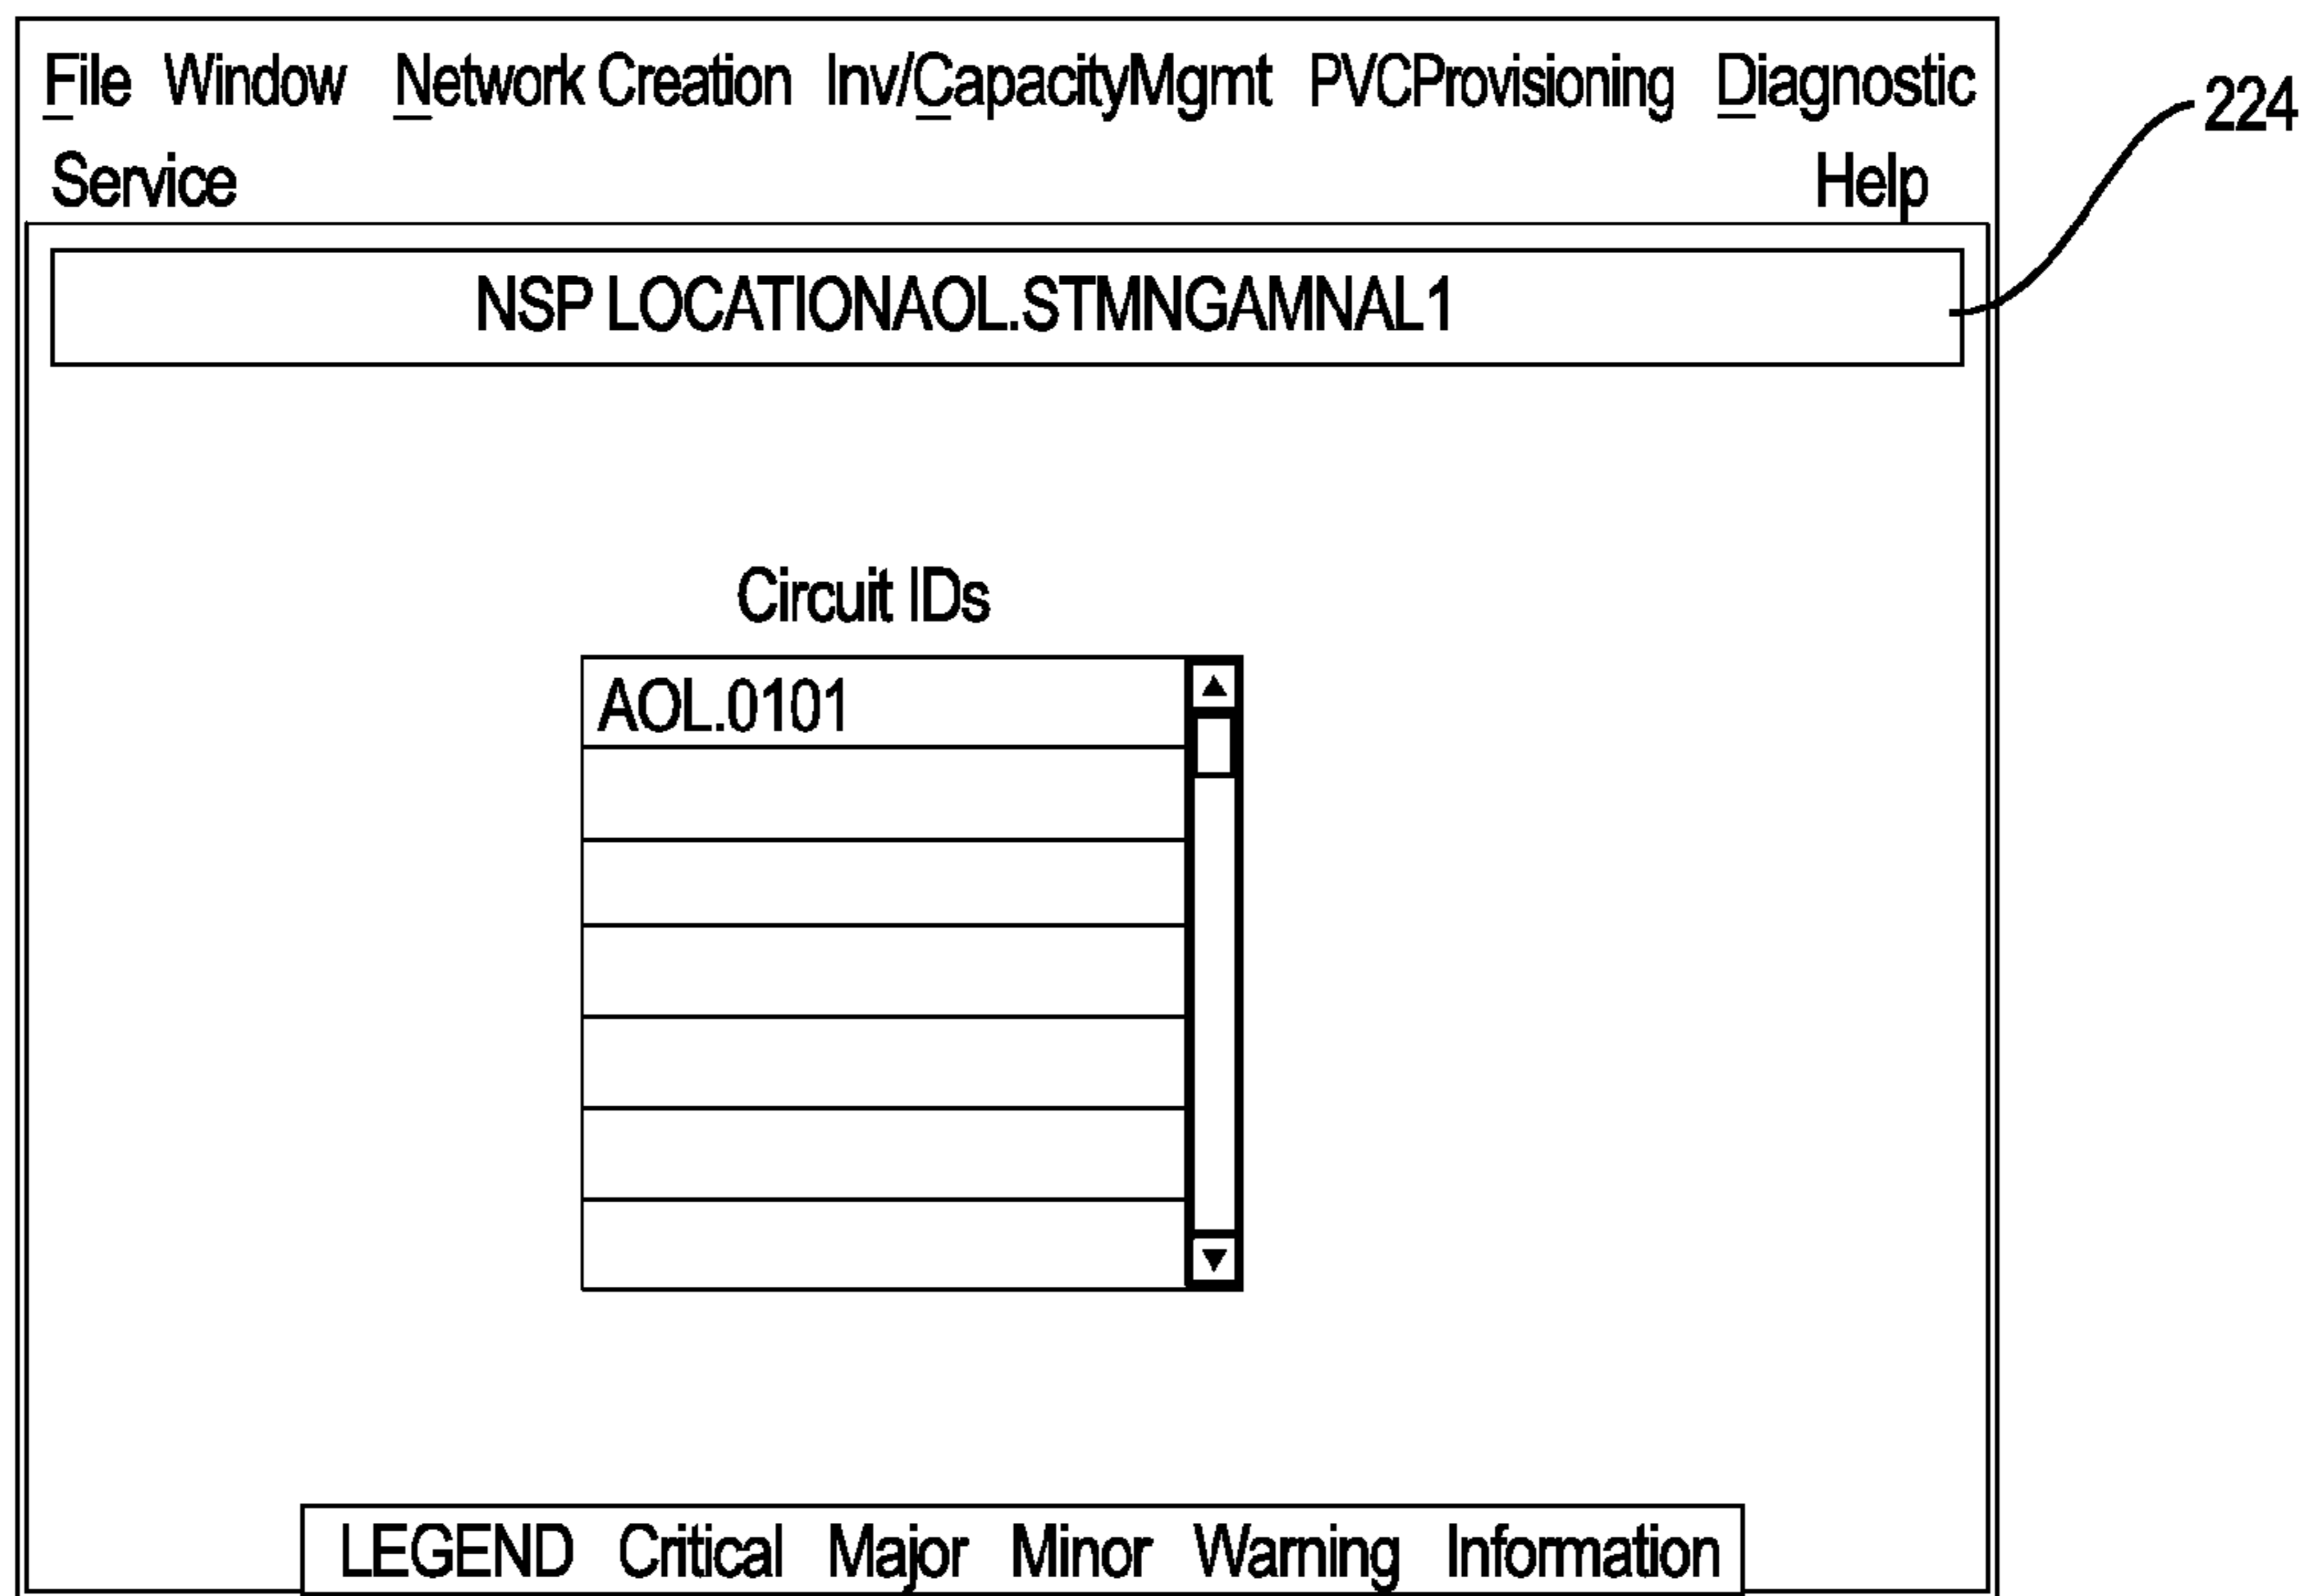 File Window Network Creation Inv/CapacityMgmt PVCProvisioning Diagnostic
224
Service Help
NSP LOCATIONAOL.STMNGAMNAL1
Circuit IDs
AOL.0101
LEGEND Critical Major Minor Warning Information